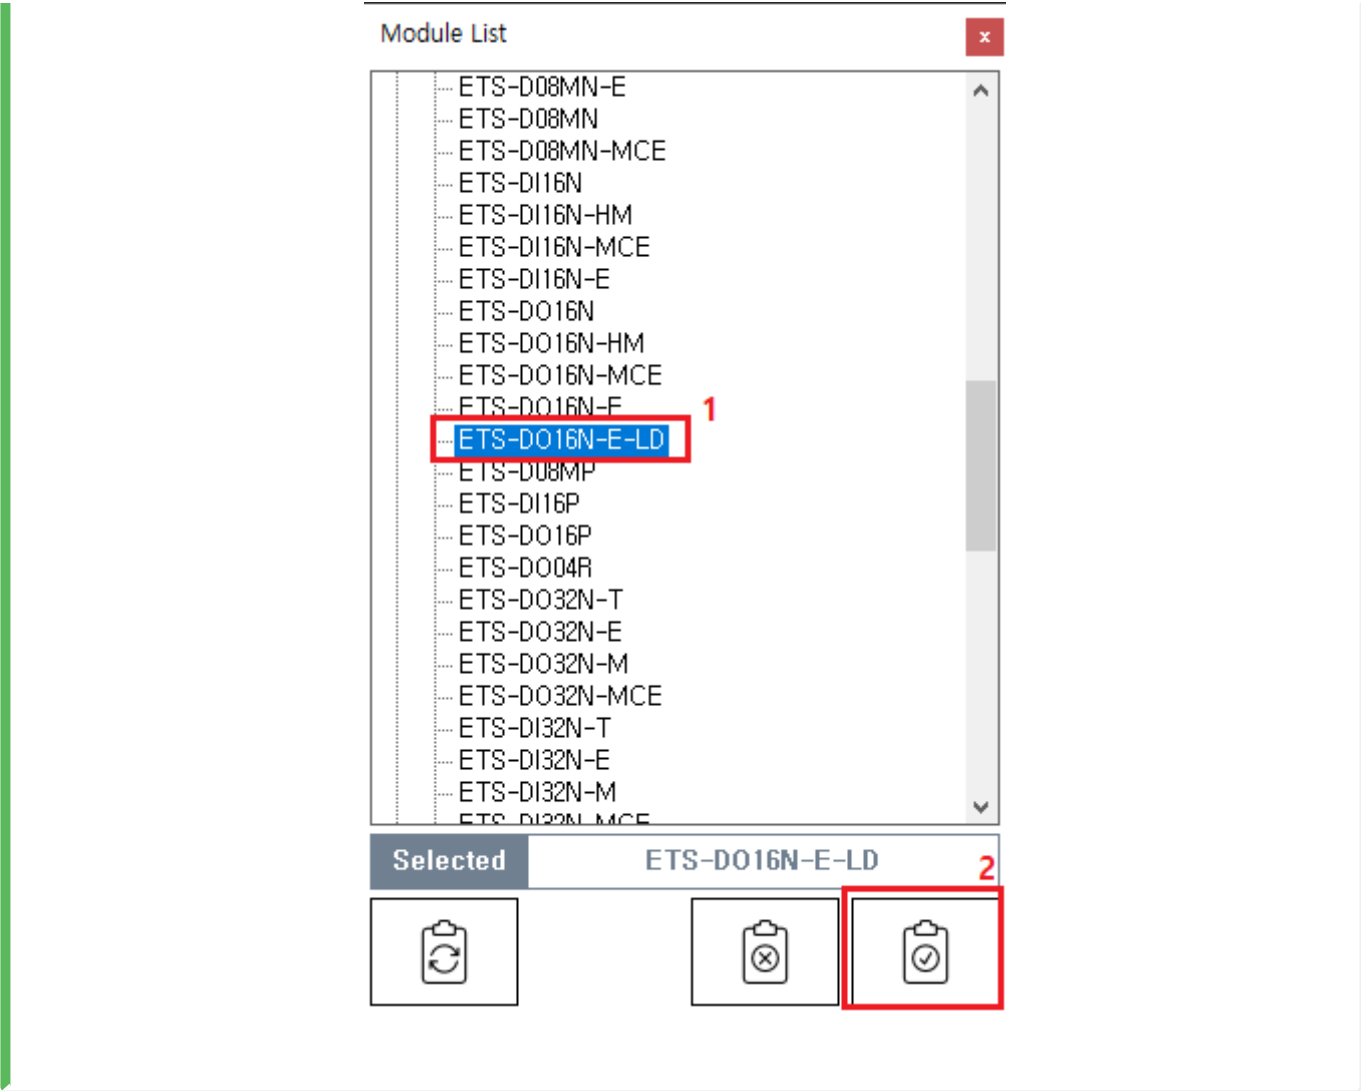 Module List
x
ETS-D08MN-E
ETS-D08MN
ETS-D08MN-MCE
ETS-DI16N
ETS-DI16N-HM
ETS-DI16N-MCE
ETS-DI16N-E
ETS-DO16N
ETS-DO16N-HM
ETS-DO16N-MCE
ETS-DO16N-E
1
ETS-DO16N-E-LD
ETS-D08MP
ETS-DI16P
ETS-DO16P
ETS-DO04R
ETS-DO32N-T
ETS-DO32N-E
ETS-DO32N-M
ETS-DO32N-MCE
ETS-DI32N-T
ETS-DI32N-E
ETS-DI32N-M
ETS-DI32N-MCE
Selected ETS-DO16N-E-LD
2